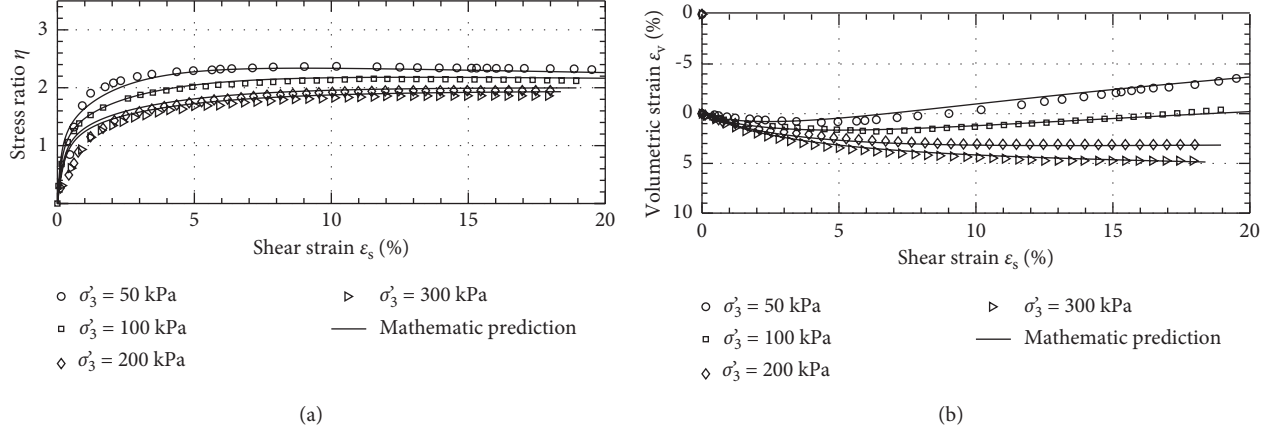 3
2
1
Stress ratio η
0
5
10
15
20
Shear strain εs (%)
σ'3 = 50 kPa
σ'3 = 100 kPa
σ'3 = 200 kPa
σ'3 = 300 kPa
Mathematic prediction
(a)
0
-5
0
5
10
Volumetric strain εv (%)
0
5
10
15
20
Shear strain εs (%)
σ'3 = 50 kPa
σ'3 = 100 kPa
σ'3 = 200 kPa
σ'3 = 300 kPa
Mathematic prediction
(b)